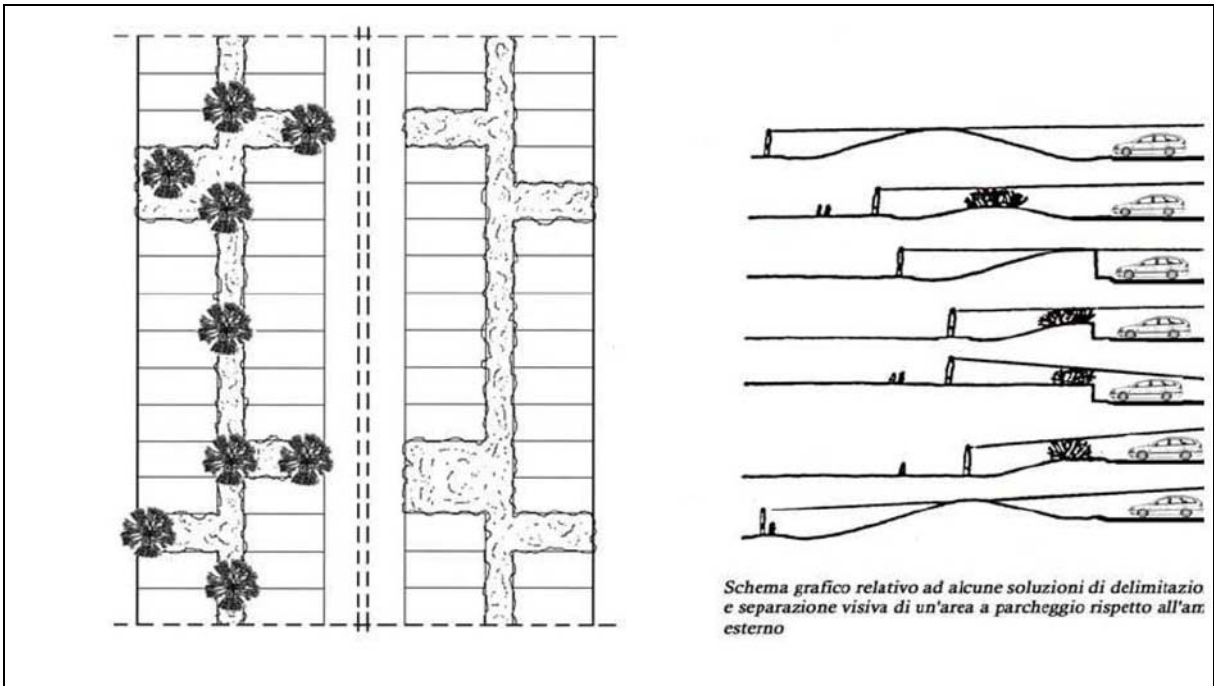 Schema grafico relativo ad alcune soluzioni di delimitazio
e separazione visiva di un'area a parcheggio rispetto all'am
esterno